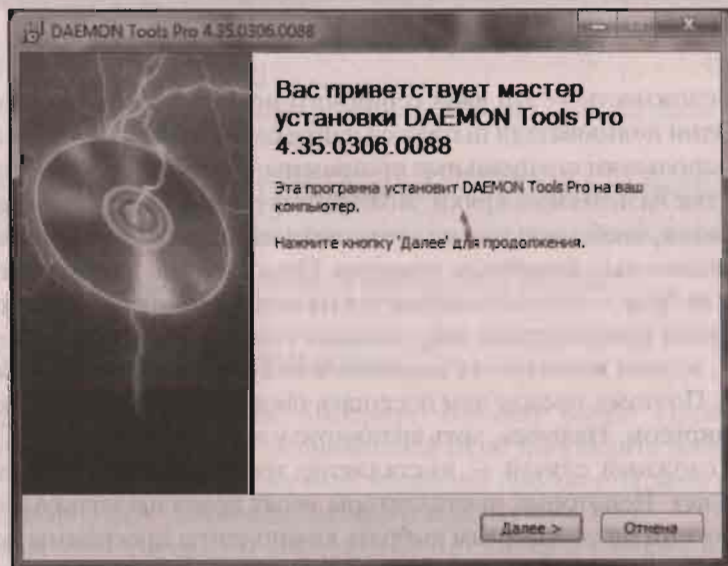 DAEMON Tools Pro 4.35.0306.0088
Вас приветствует мастер
установки DAEMON Tools Pro
4.35.0306.0088
Эта программа установит DAEMON Tools Pro на ваш
компьютер.
Нажмите кнопку 'Далее' для продолжения.
Далее >
Отмена